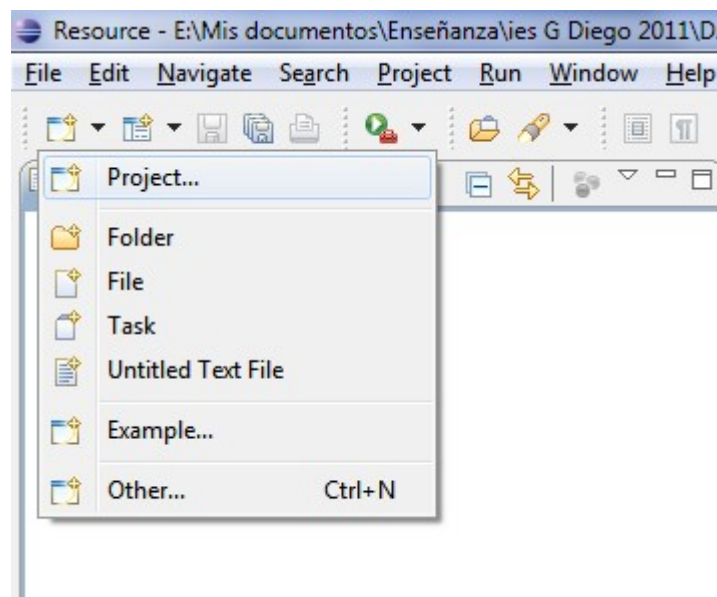 Resource - E:\Mis documentos\Enseñanza\ies G Diego 2011\D
File Edit Navigate Search Project Run Window Help
Project...
Folder
File
Task
Untitled Text File
Example...
Other... Ctrl+N